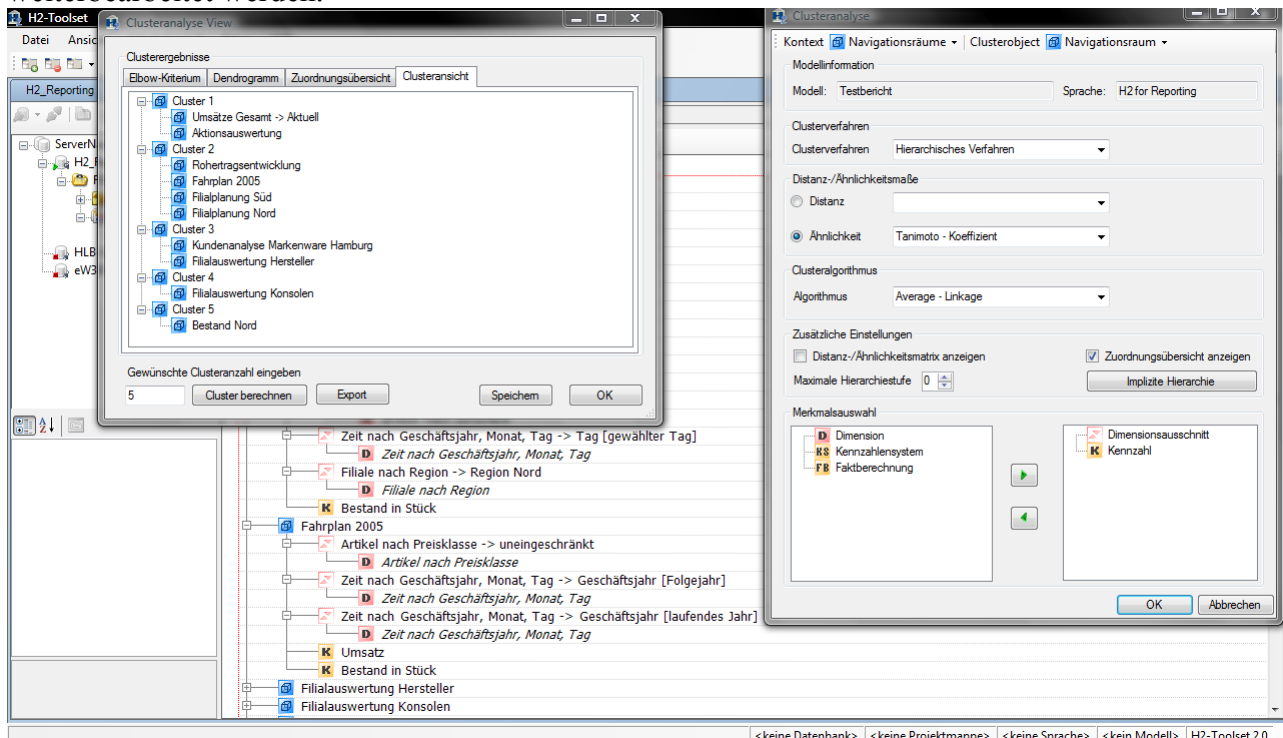 weiterbearbeitet werden.
H2-Toolset
Datei Ansic
H2_Reporting
ServerN
H2_R
HLB
eW3
Clusteranalyse View
Clusterergebnisse
Elbow-Kriterium Dendrogramm Zuordnungsübersicht Clusteransicht
Cluster 1
Umsätze Gesamt -> Aktuell
Aktionsauswertung
Cluster 2
Rohertragsentwicklung
Fahrplan 2005
Filialplanung Süd
Filialplanung Nord
Cluster 3
Kundenanalyse Markenware Hamburg
Filialauswertung Hersteller
Cluster 4
Filialauswertung Konsolen
Cluster 5
Bestand Nord
Gewünschte Clusteranzahl eingeben
5 Cluster berechnen Export Speichern OK
Zeit nach Geschäftsjahr, Monat, Tag -> Tag [gewählter Tag]
D Zeit nach Geschäftsjahr, Monat, Tag
Filiale nach Region -> Region Nord
D Filiale nach Region
K Bestand in Stück
Fahrplan 2005
Artikel nach Preisklasse -> uneingeschränkt
D Artikel nach Preisklasse
Zeit nach Geschäftsjahr, Monat, Tag -> Geschäftsjahr [Folgejahr]
D Zeit nach Geschäftsjahr, Monat, Tag
Zeit nach Geschäftsjahr, Monat, Tag -> Geschäftsjahr [laufendes Jahr]
D Zeit nach Geschäftsjahr, Monat, Tag
K Umsatz
K Bestand in Stück
Filialauswertung Hersteller
Filialauswertung Konsolen
Clusteranalyse
Kontext Navigationsräume Clusterobject Navigationsraum
Modellinformation
Modell: Testbericht Sprache: H2 for Reporting
Clusterverfahren
Clusterverfahren Hierarchisches Verfahren
Distanz-/Ähnlichkeitsmaße
Distanz
Ähnlichkeit Tanimoto - Koeffizient
Clusteralgorithmus
Algorithmus Average - Linkage
Zusätzliche Einstellungen
Distanz-/Ähnlichkeitsmatrix anzeigen Zuordnungsübersicht anzeigen
Maximale Hierarchiestufe 0 Implizite Hierarchie
Merkmalsauswahl
D Dimension
KS Kennzahlensystem
FB Faktberechnung
Dimensionsausschnitt
K Kennzahl
OK Abbrechen
<keine Datenbank> <keine Projektmappe> <keine Sprache> <kein Modell> H2-Toolset 2.0